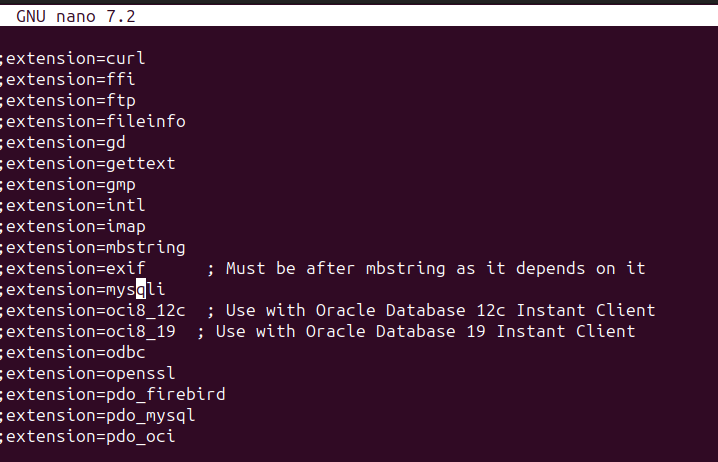 GNU nano 7.2
;extension=curl
;extension=ffi
;extension=ftp
;extension=fileinfo
;extension=gd
;extension=gettext
;extension=gmp
;extension=intl
;extension=imap
;extension=mbstring
;extension=exif      ; Must be after mbstring as it depends on it
;extension=mysqli
;extension=oci8_12c  ; Use with Oracle Database 12c Instant Client
;extension=oci8_19  ; Use with Oracle Database 19 Instant Client
;extension=odbc
;extension=openssl
;extension=pdo_firebird
;extension=pdo_mysql
;extension=pdo_oci